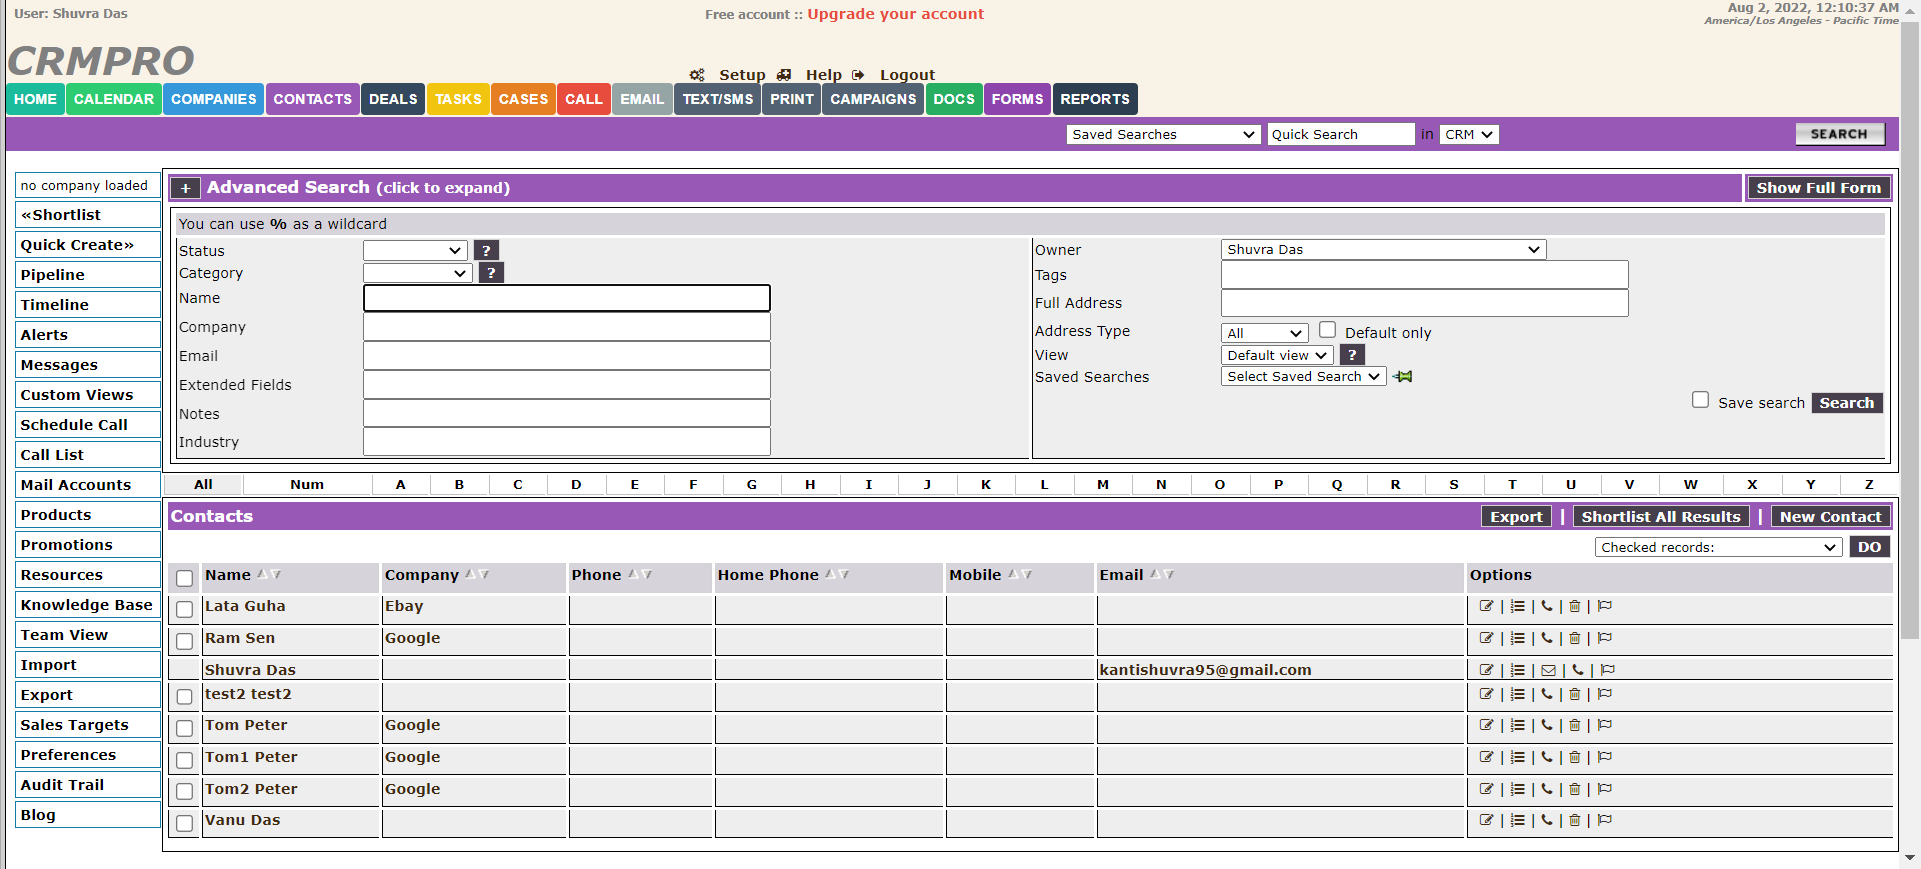 User: Shuvra Das
Free account :: Upgrade your account
Aug 2, 2022, 12:10:37 AM
America/Los Angeles - Pacific Time
CRMPRO
Setup Help Logout
HOME CALENDAR COMPANIES CONTACTS DEALS TASKS CASES CALL EMAIL TEXT/SMS PRINT CAMPAIGNS DOCS FORMS REPORTS
Saved Searches Quick Search in CRM SEARCH
no company loaded
«Shortlist
Quick Create»
Pipeline
Timeline
Alerts
Messages
Custom Views
Schedule Call
Call List
Mail Accounts
Products
Promotions
Resources
Knowledge Base
Team View
Import
Export
Sales Targets
Preferences
Audit Trail
Blog
+ Advanced Search (click to expand) Show Full Form
You can use % as a wildcard
Status ?
Category ?
Name
Company
Email
Extended Fields
Notes
Industry
Owner Shuvra Das
Tags
Full Address
Address Type All Default only
View Default view ?
Saved Searches Select Saved Search
Save search Search
All Num A B C D E F G H I J K L M N O P Q R S T U V W X Y Z
Contacts Export | Shortlist All Results | New Contact
Checked records: DO
Name Company Phone Home Phone Mobile Email Options
Lata Guha Ebay | | | |
Ram Sen Google | | | |
Shuvra Das kantishuvra95@gmail.com | | | |
test2 test2 | | | |
Tom Peter Google | | | |
Tom1 Peter Google | | | |
Tom2 Peter Google | | | |
Vanu Das | | | |